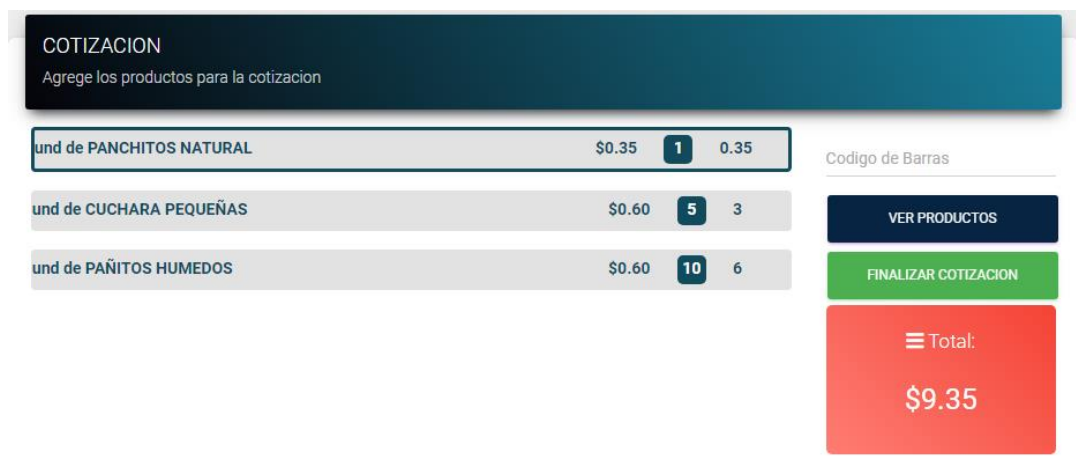 COTIZACION
Agrege los productos para la cotizacion
und de PANCHITOS NATURAL $0.35 1 0.35
und de CUCHARA PEQUEÑAS $0.60 5 3
und de PAÑITOS HUMEDOS $0.60 10 6
Codigo de Barras
VER PRODUCTOS
FINALIZAR COTIZACION
Total:
$9.35